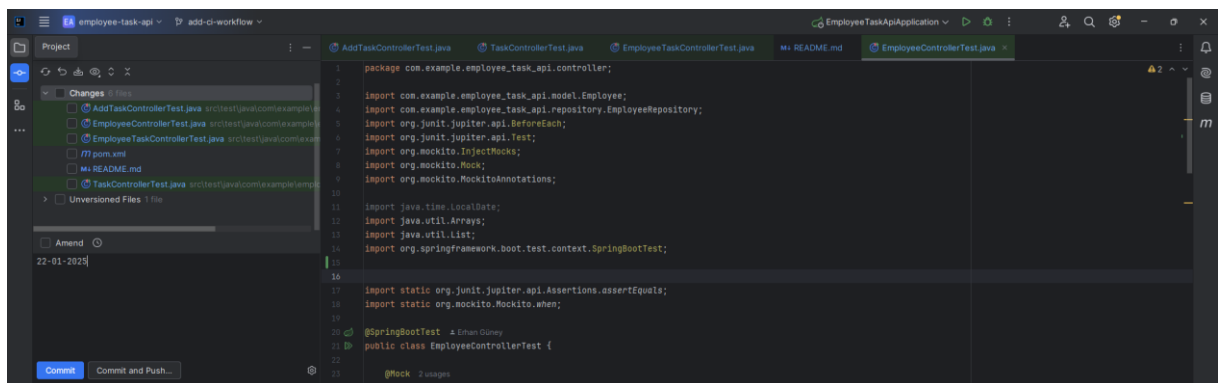 EA employee-task-api add-ci-workflow EmployeeTaskApiApplication
Project
AddTaskControllerTest.java TaskControllerTest.java EmployeeTaskControllerTest.java M↓ README.md EmployeeControllerTest.java
Changes 6 files
AddTaskControllerTest.java src\test\java\com\example\e
EmployeeControllerTest.java src\test\java\com\example\
EmployeeTaskControllerTest.java src\test\java\com\exam
m pom.xml
M↓ README.md
TaskControllerTest.java src\test\java\com\example\emplo
Unversioned Files 1 file
Amend
22-01-2025
Commit Commit and Push...
2
1 package com.example.employee_task_api.controller;
2
3 import com.example.employee_task_api.model.Employee;
4 import com.example.employee_task_api.repository.EmployeeRepository;
5 import org.junit.jupiter.api.BeforeEach;
6 import org.junit.jupiter.api.Test;
7 import org.mockito.InjectMocks;
8 import org.mockito.Mock;
9 import org.mockito.MockitoAnnotations;
10
11 import java.time.LocalDate;
12 import java.util.Arrays;
13 import java.util.List;
14 import org.springframework.boot.test.context.SpringBootTest;
15
16
17 import static org.junit.jupiter.api.Assertions.assertEquals;
18 import static org.mockito.Mockito.when;
19
20 @SpringBootTest Erhan Güney
21 public class EmployeeControllerTest {
22
23 @Mock 2 usages
m